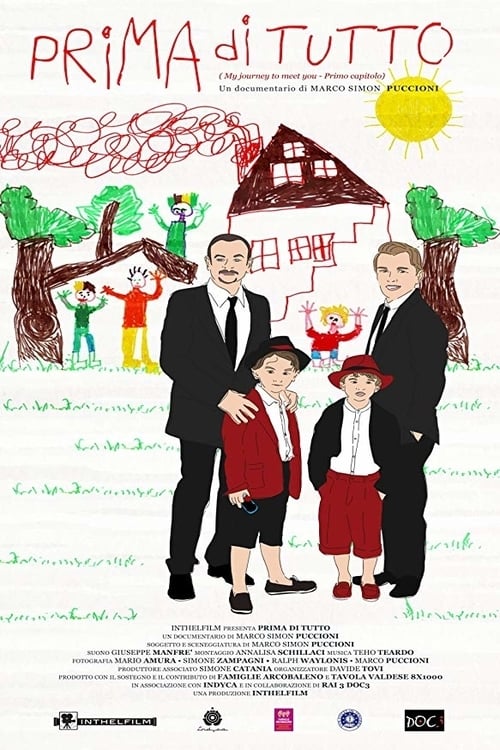 PRIMA di TUTTO
( My journey to meet you - Primo capitolo)
Un documentario di MARCO SIMON PUCCIONI
INTHELFILM PRESENTA PRIMA DI TUTTO
UN DOCUMENTARIO DI MARCO SIMON PUCCIONI
SOGGETTO E SCENEGGIATURA DI MARCO SIMON PUCCIONI
SUONO GIUSEPPE MANFRE' MONTAGGIO ANNALISA SCHILLACI MUSICA TEHO TEARDO
FOTOGRAFIA MARIO AMURA - SIMONE ZAMPAGNI - RALPH WAYLONIS - MARCO PUCCIONI
PRODUTTORE ASSOCIATO SIMONE CATANIA ORGANIZZATORE DAVIDE TOVI
PRODOTTO CON IL SOSTEGNO E IL CONTRIBUTO DI FAMIGLIE ARCOBALENO E TAVOLA VALDESE 8X1000
IN ASSOCIAZIONE CON INDYCA E IN COLLABORAZIONE DI RAI 3 DOC3
UNA PRODUZIONE INTHELFILM
INTHELFILM
indyca
DOC3